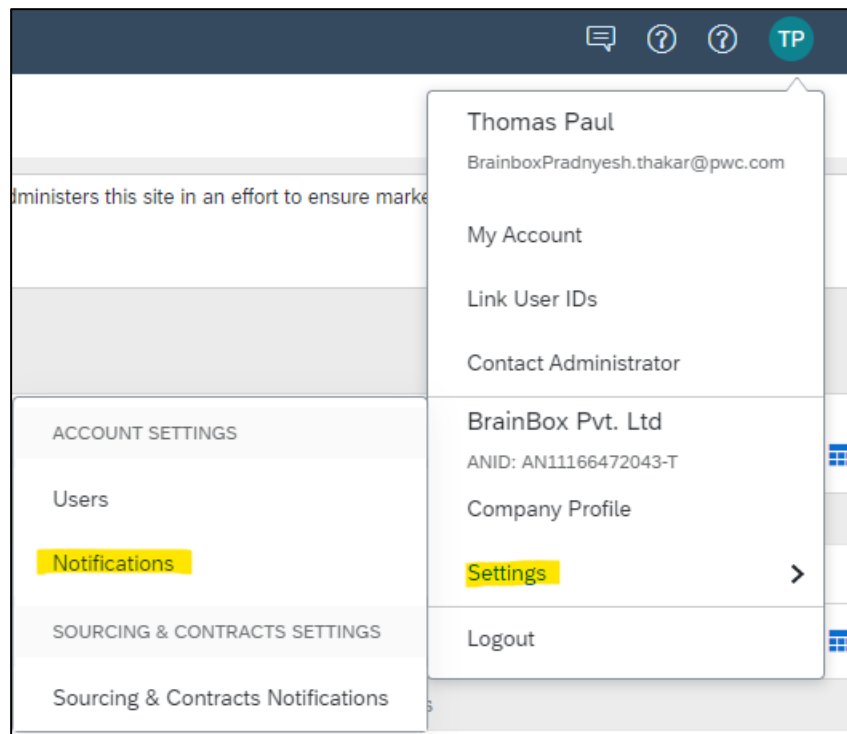 TP
Thomas Paul
BrainboxPradnyesh.thakar@pwc.com
dministers this site in an effort to ensure marke
My Account
Link User IDs
Contact Administrator
BrainBox Pvt. Ltd
ANID: AN11166472043-T
Company Profile
Settings
Logout
ACCOUNT SETTINGS
Users
Notifications
SOURCING & CONTRACTS SETTINGS
Sourcing & Contracts Notifications